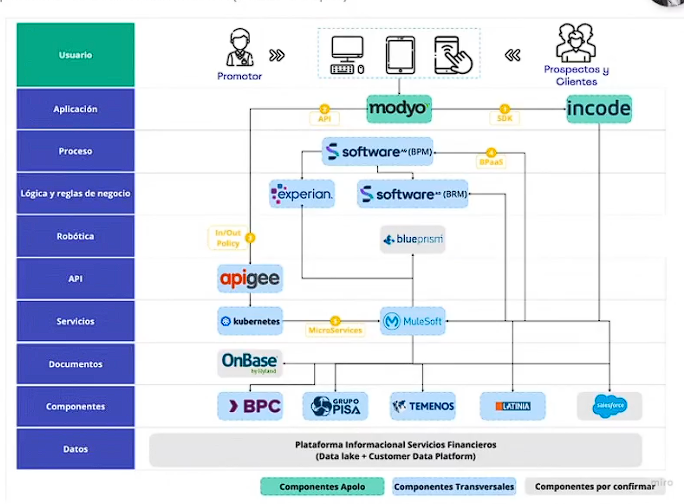 Usuario
Promotor
Prospectos y
Clientes
Aplicación
API
modyo
SDK
incode
Proceso
software AG (BPM)
BPaaS
Lógica y reglas de negocio
experian.
software AG (BRM)
Robótica
In/Out
Policy
blueprism
API
apigee
Servicios
kubernetes
MicroServices
MuleSoft
Documentos
OnBase
by Hyland
Componentes
BPC
GRUPO
PISA
TEMENOS
LATINIA
salesforce
Datos
Plataforma Informacional Servicios Financieros
(Data lake + Customer Data Platform)
miro
Componentes Apolo
Componentes Transversales
Componentes por confirmar